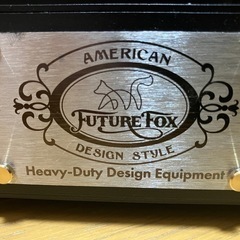 AMERICAN
FUTURE FOX
DESIGN STYLE
Heavy-Duty Design Equipment